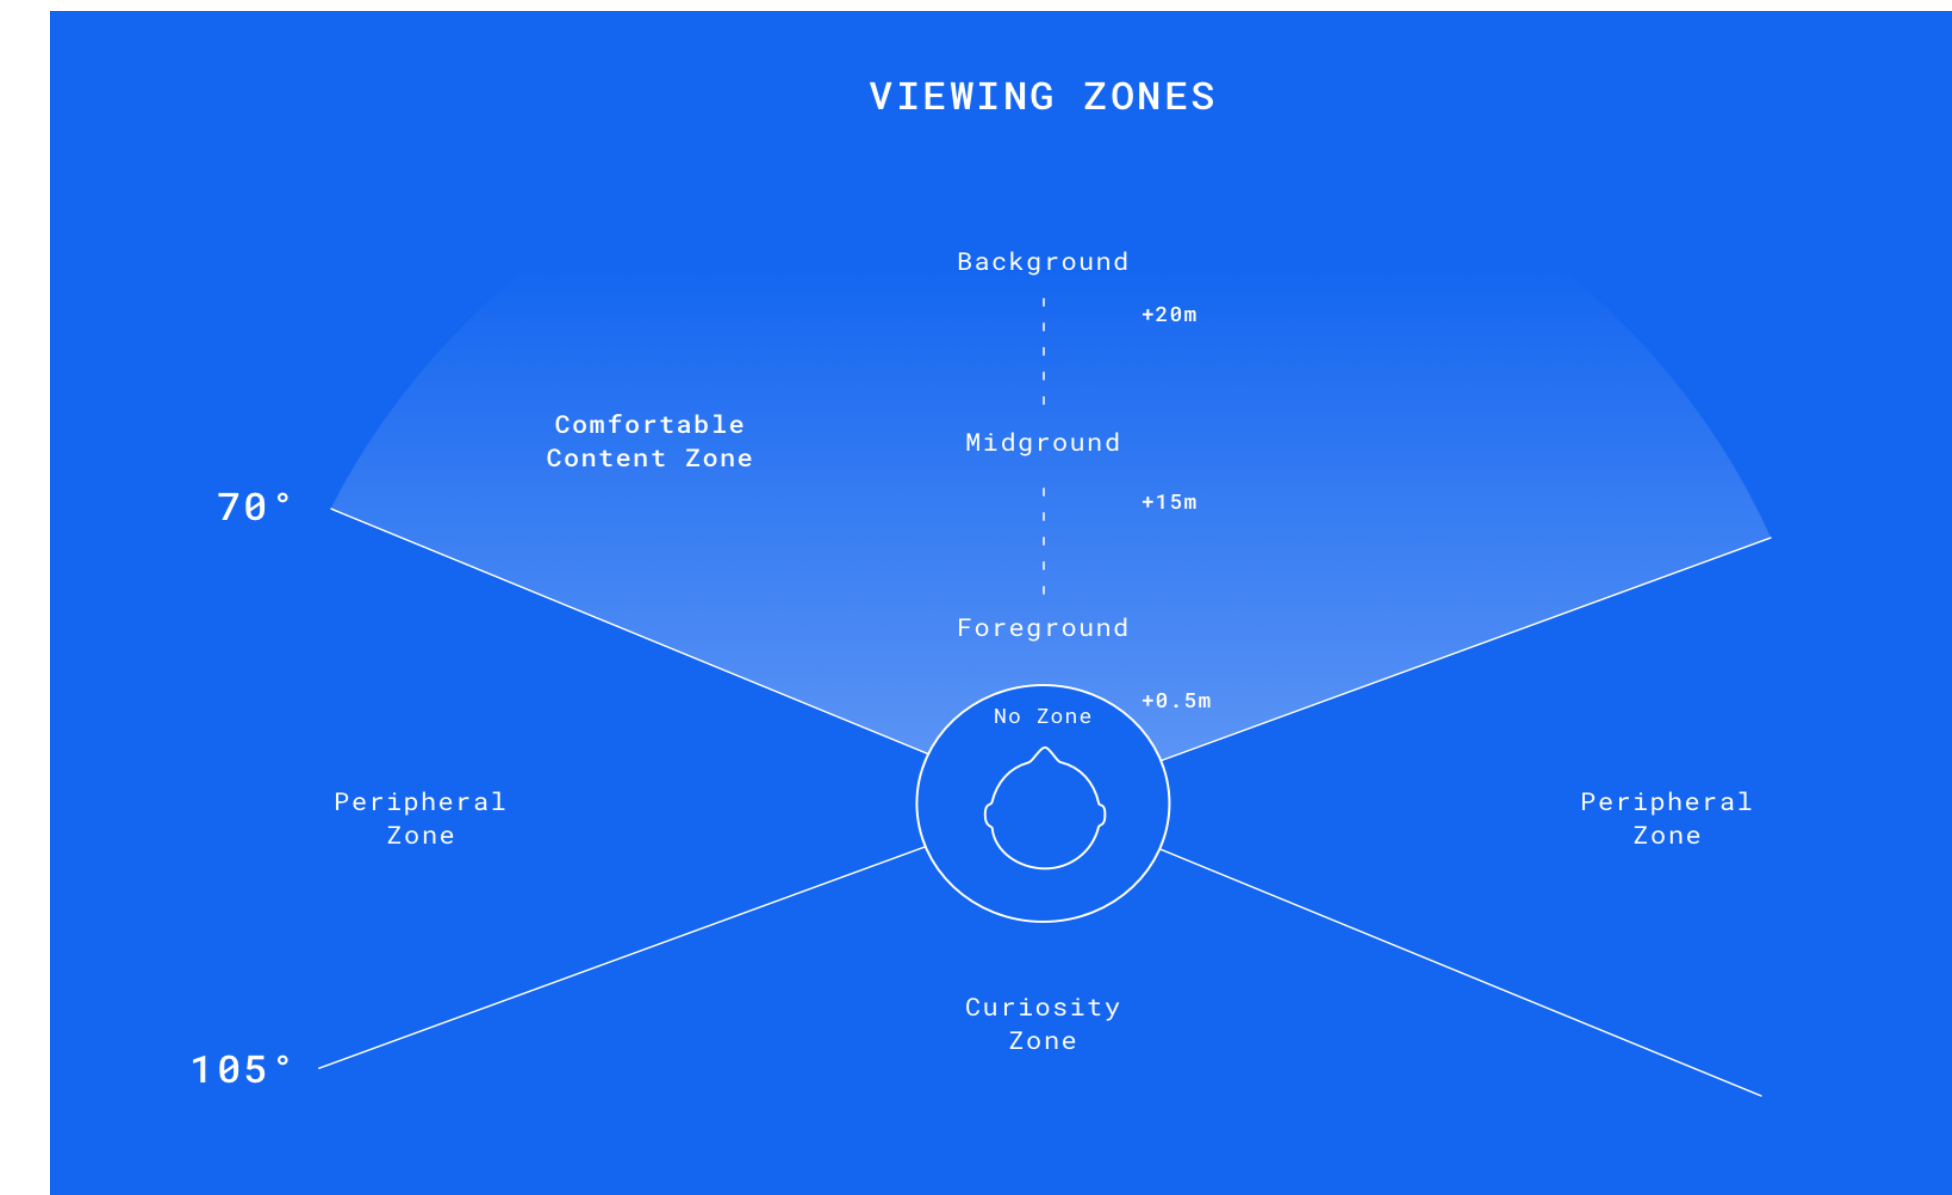 VIEWING ZONES
Background
+20m
Comfortable
Content Zone
Midground
70°
+15m
Foreground
+0.5m
No Zone
Peripheral
Zone
Peripheral
Zone
Curiosity
Zone
105°